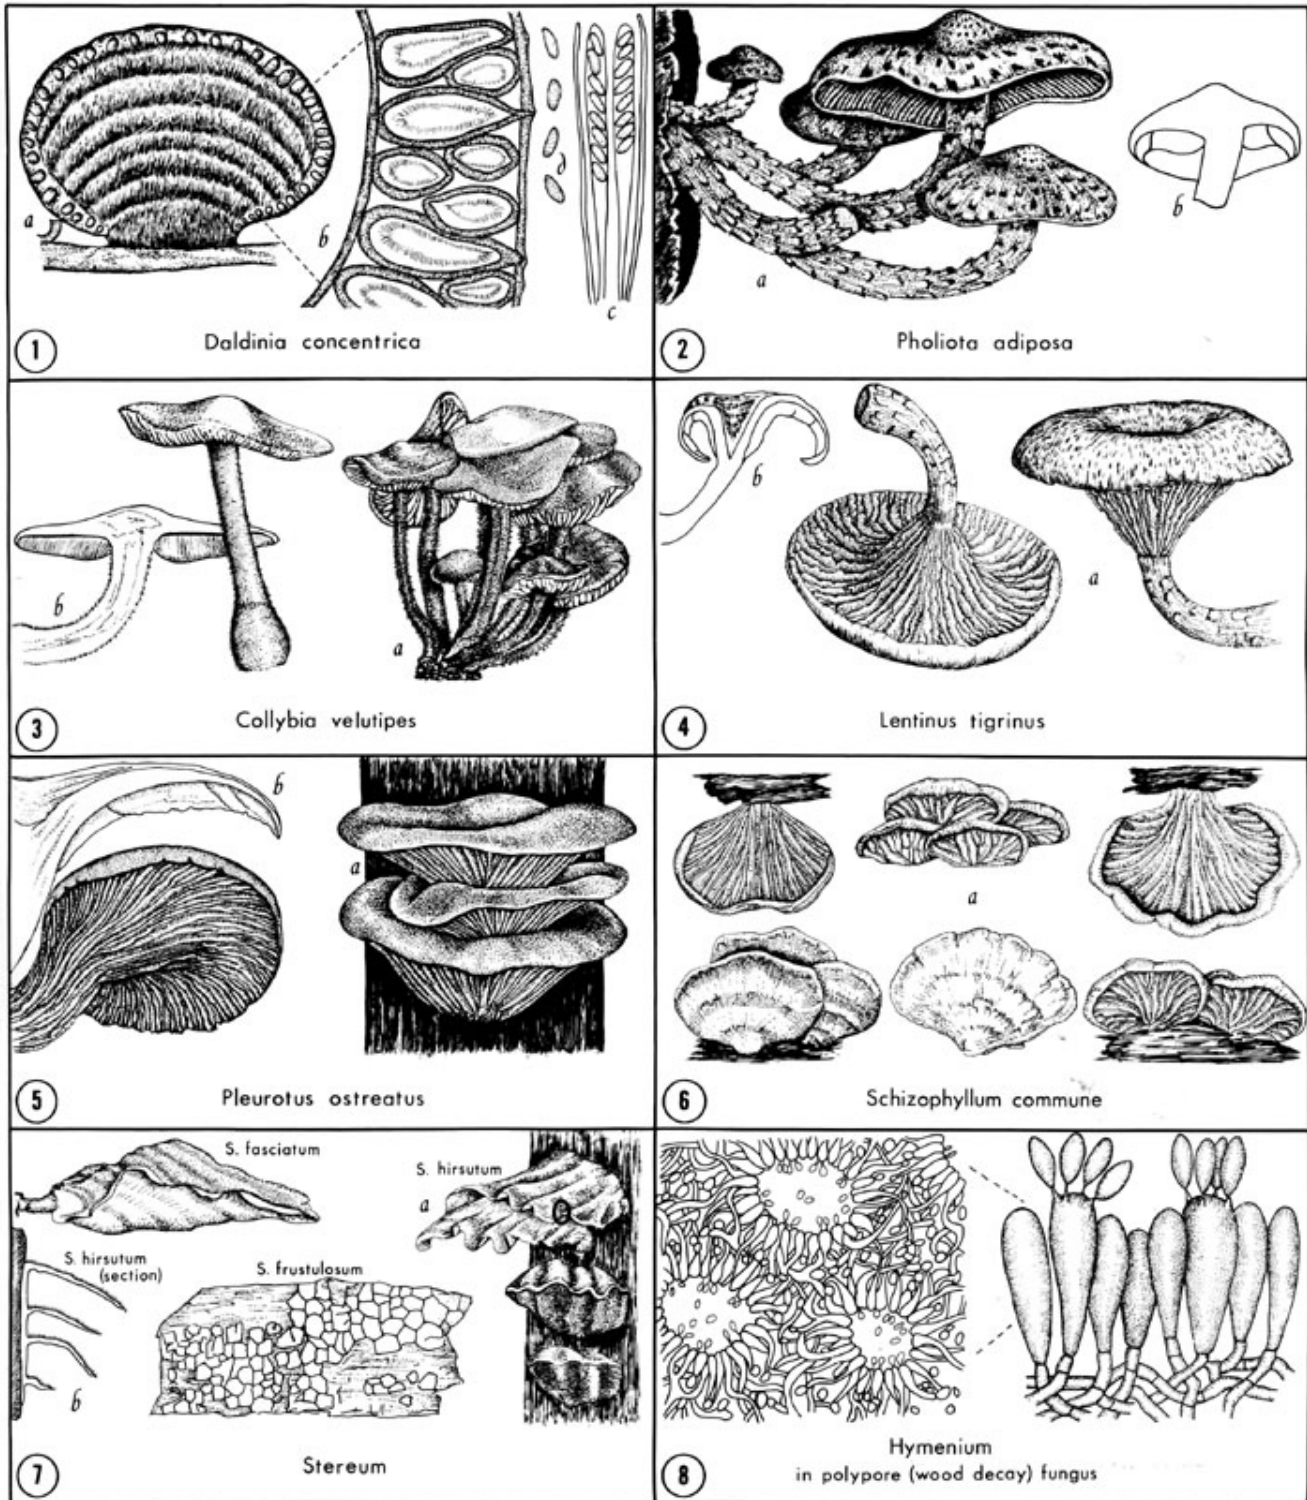 a
b
d
c
1
Daldinia concentrica
a
b
2
Pholiota adiposa
b
a
3
Collybia velutipes
b
a
4
Lentinus tigrinus
b
a
5
Pleurotus ostreatus
a
6
Schizophyllum commune
S. fasciatum
S. hirsutum
a
S. hirsutum
(section)
S. frustulosum
b
7
Stereum
8
Hymenium
in polypore (wood decay) fungus